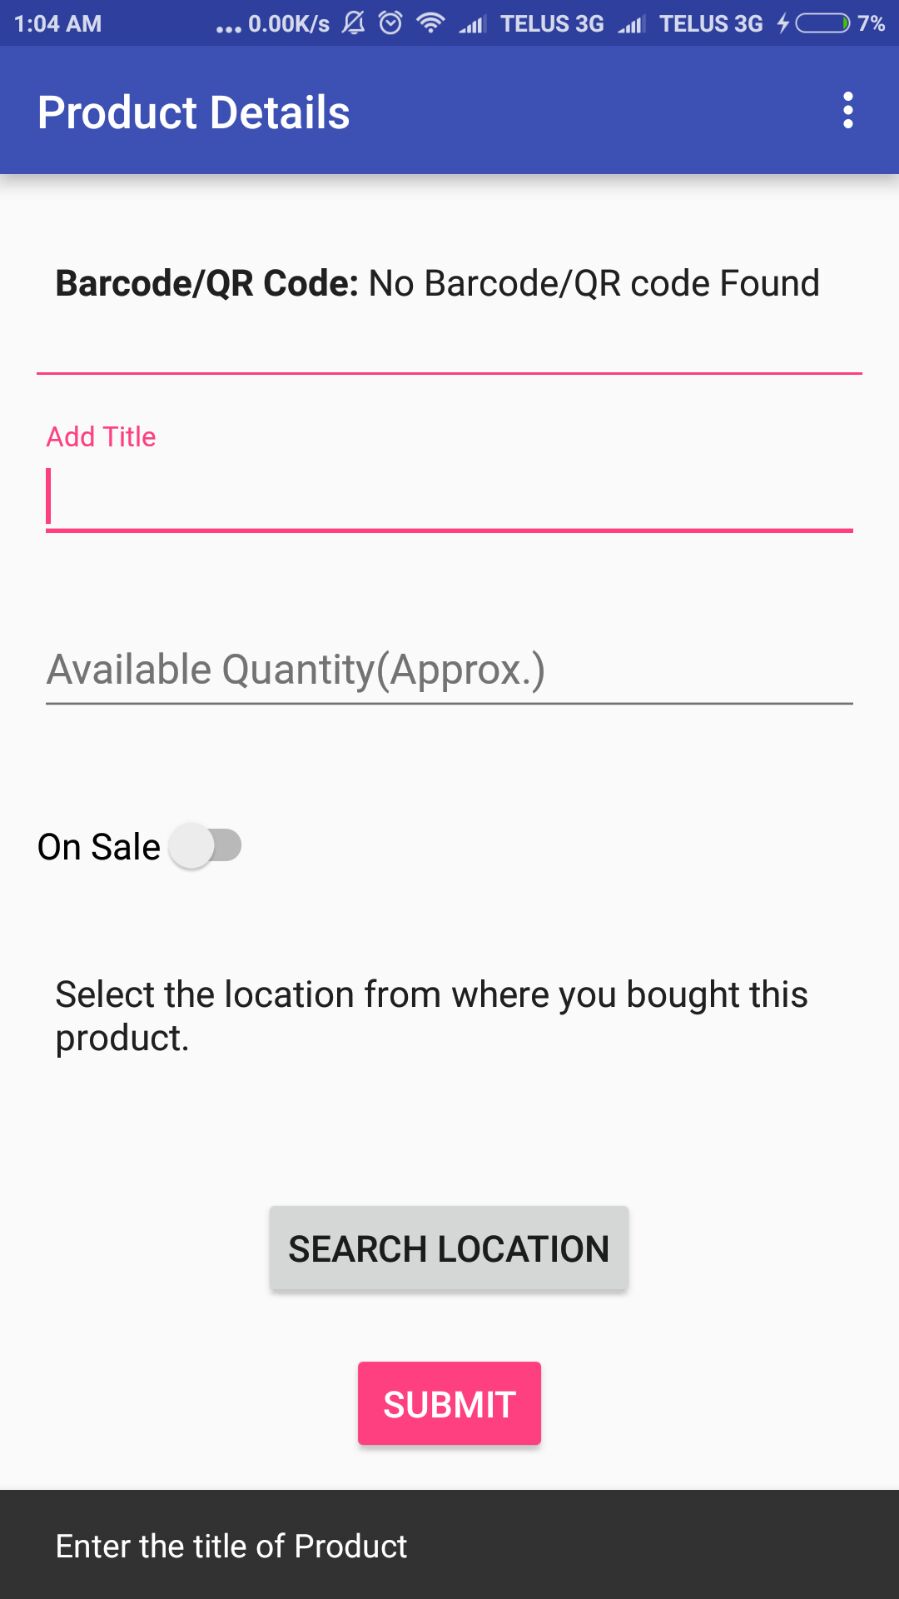 1:04 AM ... 0.00K/s TELUS 3G TELUS 3G 7%
Product Details
Barcode/QR Code: No Barcode/QR code Found
Add Title
Available Quantity(Approx.)
On Sale
Select the location from where you bought this
product.
SEARCH LOCATION
SUBMIT
Enter the title of Product